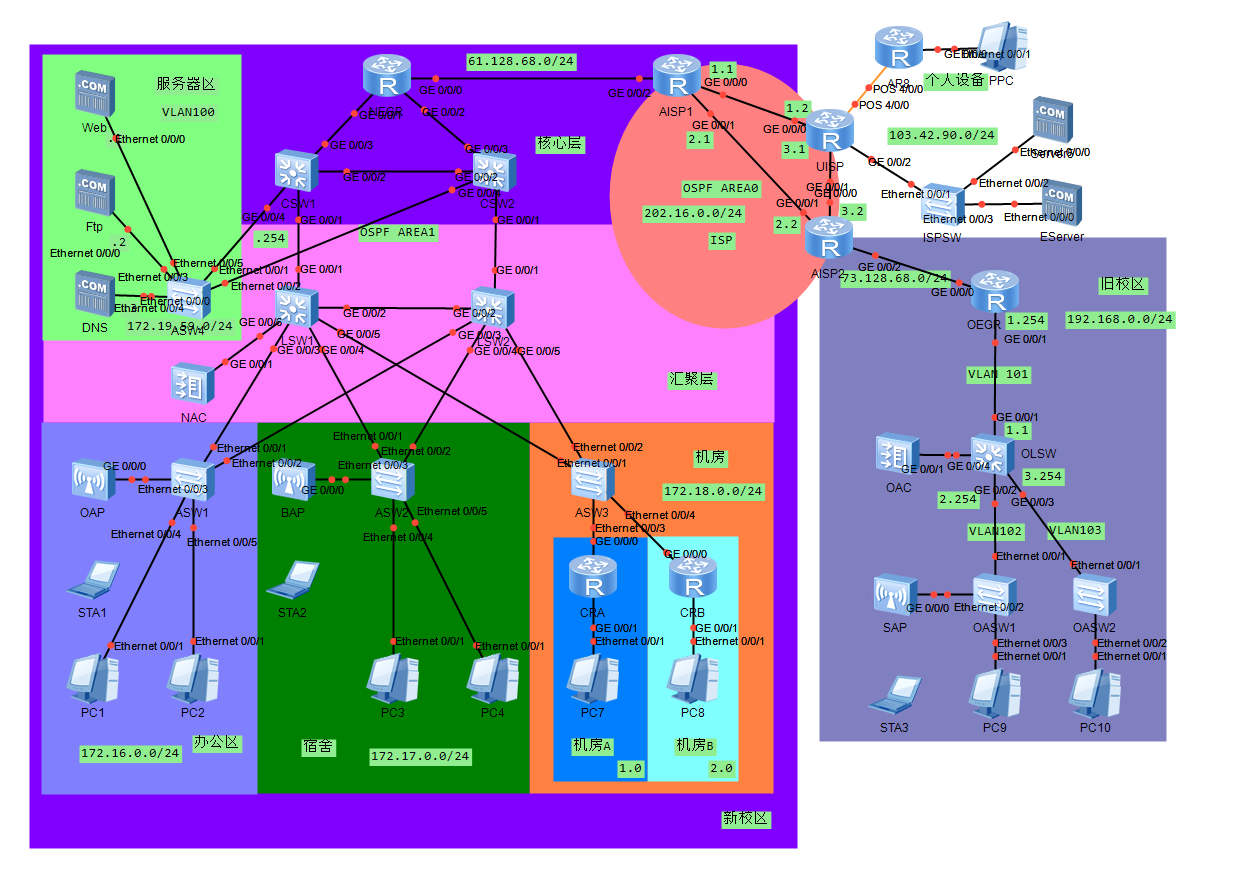 61.128.68.0/24
GE 0/0/0
GE 0/0/2
NEGR
GE 0/0/1
GE 0/0/2
AISP1
1.1
GE 0/0/0
GE 0/0/1
2.1
服务器区
VLAN100
.COM
Web
Ethernet 0/0/0
.COM
Ftp
.2
Ethernet 0/0/0
.COM
DNS
Ethernet 0/0/0
Ethernet 0/0/5
Ethernet 0/0/3
Ethernet 0/0/4
Ethernet 0/0/1
Ethernet 0/0/2
172.19.59.0/24
ASW4
核心层
GE 0/0/3
GE 0/0/2
CSW1
GE 0/0/4
GE 0/0/1
GE 0/0/3
GE 0/0/2
GE 0/0/4
CSW2
GE 0/0/1
.254
OSPF AREA1
GE 0/0/1
GE 0/0/2
GE 0/0/6
LSW1
GE 0/0/5
GE 0/0/3
GE 0/0/4
GE 0/0/1
GE 0/0/2
GE 0/0/3
LSW2
GE 0/0/4
GE 0/0/5
GE 0/0/1
NAC
汇聚层
R
AR8
GE 0/0/0
Ethernet 0/0/1
PPC
个人设备
POS 4/0/0
POS 4/0/0
1.2
GE 0/0/0
3.1
UISP
GE 0/0/2
GE 0/0/1
103.42.90.0/24
.COM
Server5
Ethernet 0/0/0
Ethernet 0/0/2
Ethernet 0/0/1
Ethernet 0/0/3
ISPSW
.COM
Ethernet 0/0/0
EServer
OSPF AREA0
202.16.0.0/24
ISP
GE 0/0/0
3.2
GE 0/0/1
2.2
AISP2
GE 0/0/2
73.128.68.0/24
GE 0/0/0
旧校区
OEGR
1.254
192.168.0.0/24
GE 0/0/1
VLAN 101
GE 0/0/1
1.1
OLSW
OAC
GE 0/0/1
GE 0/0/4
3.254
GE 0/0/2
GE 0/0/3
2.254
VLAN102
VLAN103
Ethernet 0/0/1
Ethernet 0/0/1
SAP
GE 0/0/0
Ethernet 0/0/2
OASW1
OASW2
Ethernet 0/0/3
Ethernet 0/0/1
Ethernet 0/0/2
Ethernet 0/0/1
STA3
PC9
PC10
Ethernet 0/0/1
Ethernet 0/0/2
GE 0/0/0
Ethernet 0/0/3
OAP
ASW1
Ethernet 0/0/4
Ethernet 0/0/5
STA1
Ethernet 0/0/1
Ethernet 0/0/1
PC1
PC2
172.16.0.0/24
办公区
Ethernet 0/0/1
Ethernet 0/0/2
Ethernet 0/0/3
GE 0/0/0
BAP
ASW2
Ethernet 0/0/5
Ethernet 0/0/4
STA2
Ethernet 0/0/1
Ethernet 0/0/1
PC3
PC4
宿舍
172.17.0.0/24
Ethernet 0/0/2
Ethernet 0/0/1
机房
172.18.0.0/24
ASW3
Ethernet 0/0/4
Ethernet 0/0/3
GE 0/0/0
GE 0/0/0
CRA
CRB
GE 0/0/1
Ethernet 0/0/1
GE 0/0/1
Ethernet 0/0/1
PC7
PC8
机房A
机房B
1.0
2.0
新校区